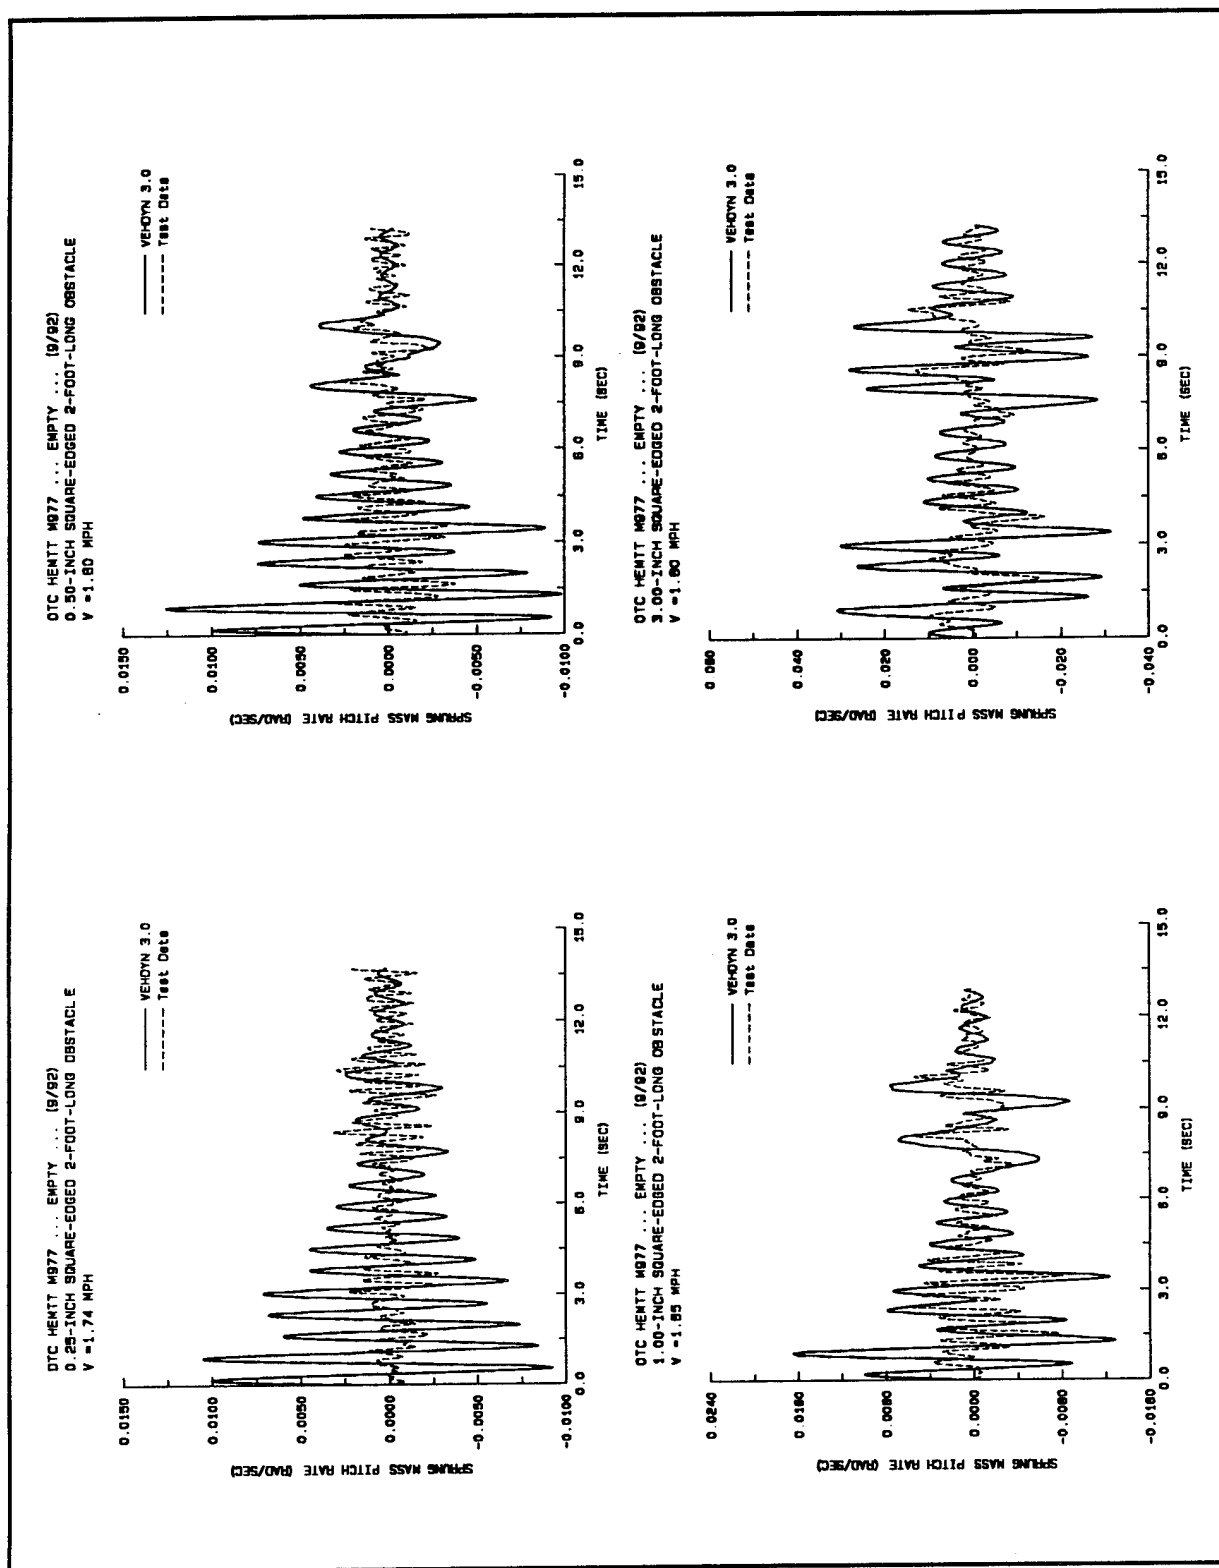 OTC HEMTT M977 ... EMPTY ... (9/92)
0.25-INCH SQUARE-EDGED 2-FOOT-LONG OBSTACLE
V =1.74 MPH
VEHDYN 3.0
Test Data
0.0150
0.0100
0.0050
0.0000
-0.0050
-0.0100
SPRUNG MASS PITCH RATE (RAD/SEC)
0.0 3.0 6.0 9.0 12.0 15.0
TIME (SEC)
OTC HEMTT M977 ... EMPTY ... (9/92)
0.50-INCH SQUARE-EDGED 2-FOOT-LONG OBSTACLE
V =1.80 MPH
VEHDYN 3.0
Test Data
0.0150
0.0100
0.0050
0.0000
-0.0050
-0.0100
SPRUNG MASS PITCH RATE (RAD/SEC)
0.0 3.0 6.0 9.0 12.0 15.0
TIME (SEC)
OTC HEMTT M977 ... EMPTY ... (9/92)
1.00-INCH SQUARE-EDGED 2-FOOT-LONG OBSTACLE
V =1.85 MPH
VEHDYN 3.0
Test Data
0.0240
0.0160
0.0080
0.0000
-0.0080
-0.0160
SPRUNG MASS PITCH RATE (RAD/SEC)
0.0 3.0 6.0 9.0 12.0 15.0
TIME (SEC)
OTC HEMTT M977 ... EMPTY ... (9/92)
3.00-INCH SQUARE-EDGED 2-FOOT-LONG OBSTACLE
V =1.80 MPH
VEHDYN 3.0
Test Data
0.060
0.040
0.020
0.000
-0.020
-0.040
SPRUNG MASS PITCH RATE (RAD/SEC)
0.0 3.0 6.0 9.0 12.0 15.0
TIME (SEC)